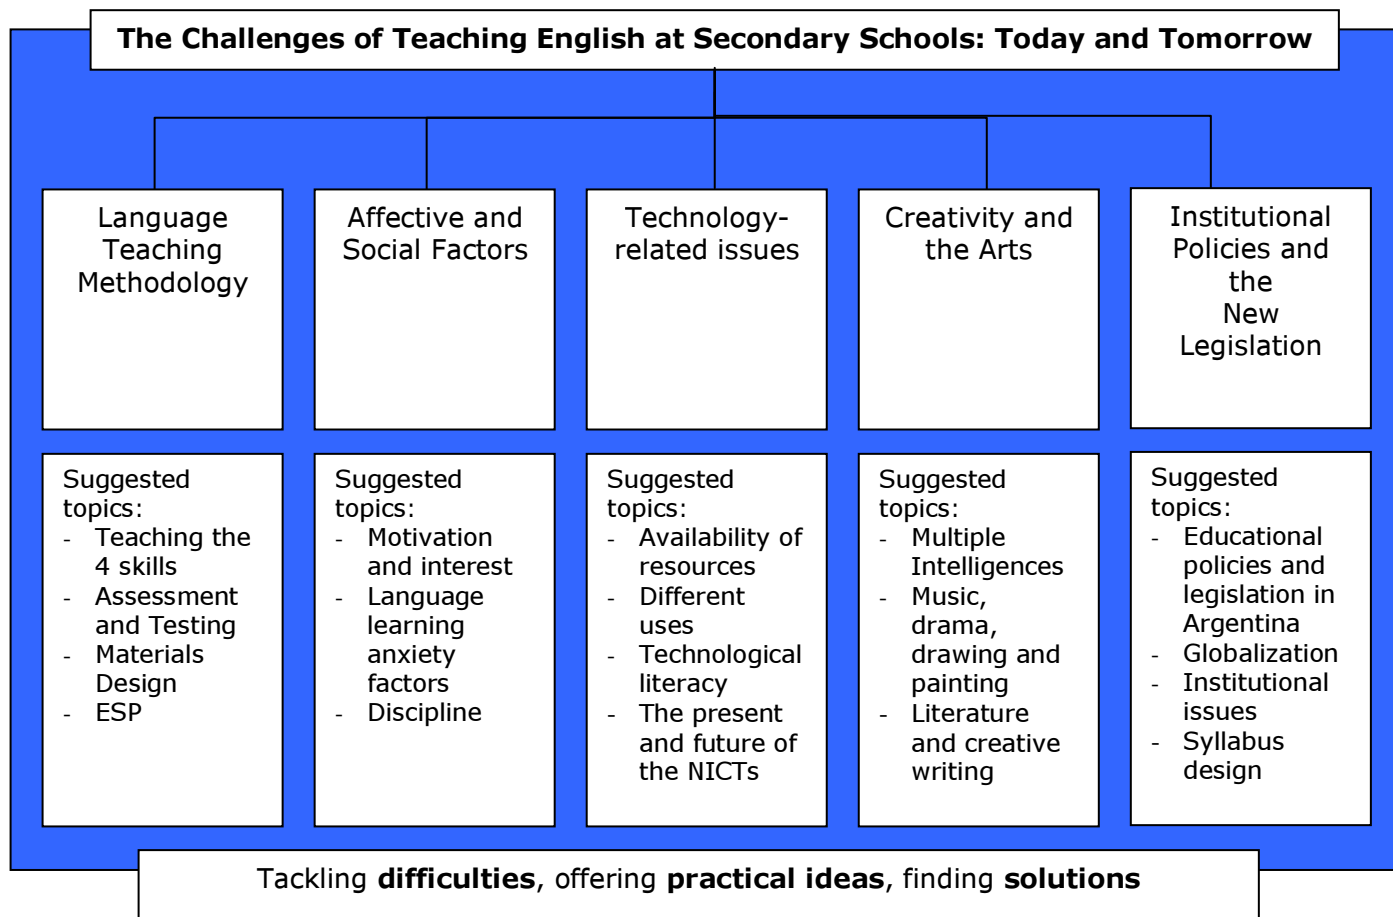 The Challenges of Teaching English at Secondary Schools: Today and Tomorrow
Language
Teaching
Methodology
Affective and
Social Factors
Technology-
related issues
Creativity and
the Arts
Institutional
Policies and
the
New
Legislation
Suggested
topics:
- Teaching the
4 skills
- Assessment
and Testing
- Materials
Design
- ESP
Suggested
topics:
- Motivation
and interest
- Language
learning
anxiety
factors
- Discipline
Suggested
topics:
- Availability of
resources
- Different
uses
- Technological
literacy
- The present
and future of
the NICTs
Suggested
topics:
- Multiple
Intelligences
- Music,
drama,
drawing and
painting
- Literature
and creative
writing
Suggested
topics:
- Educational
policies and
legislation in
Argentina
- Globalization
- Institutional
issues
- Syllabus
design
Tackling difficulties, offering practical ideas, finding solutions